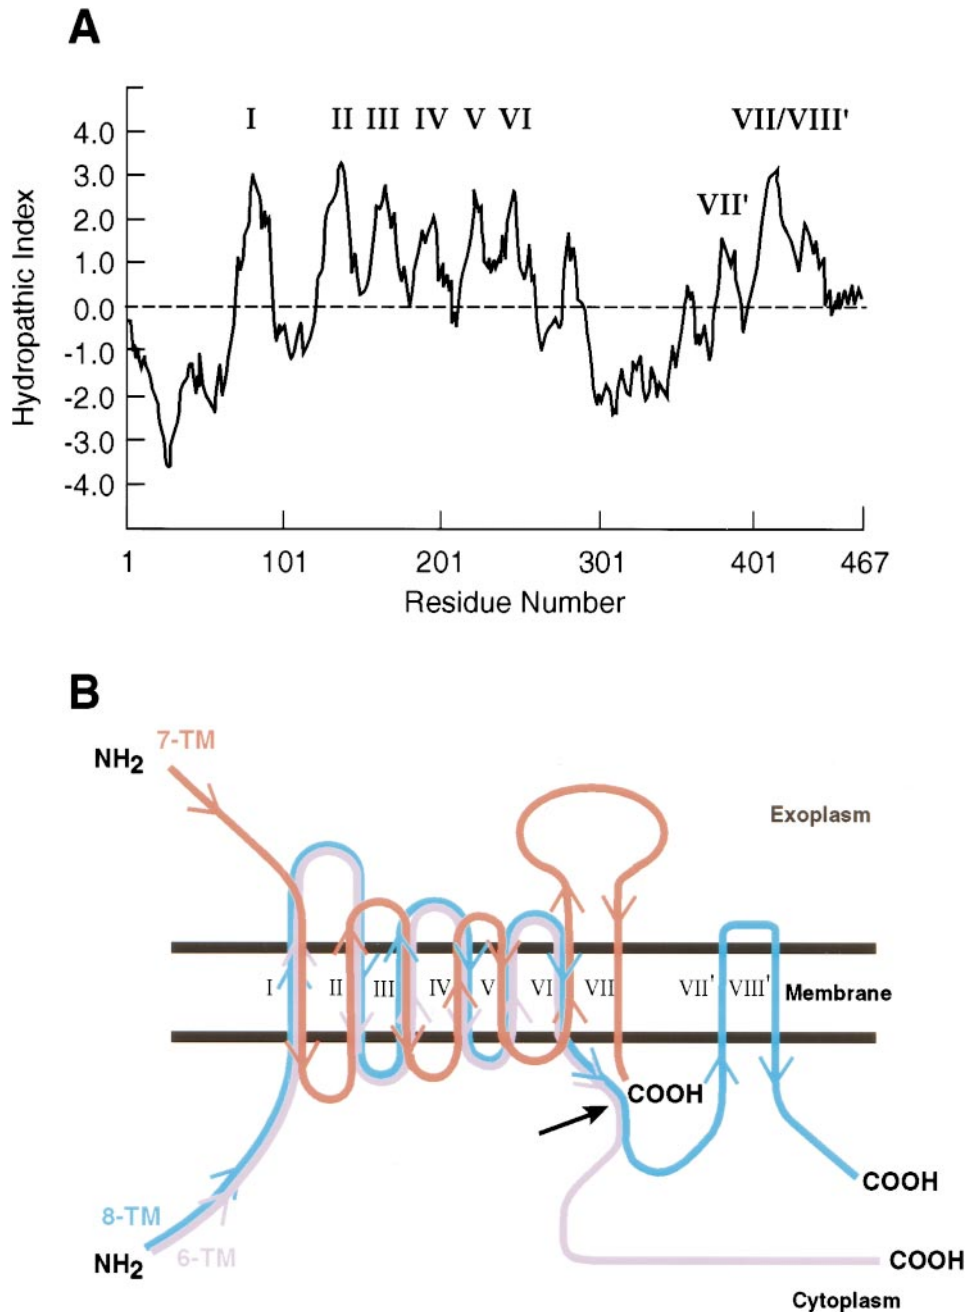 A
I II III IV V VI VII/VIII'
VII'
4.0
3.0
2.0
1.0
0.0
-1.0
-2.0
-3.0
-4.0
Hydropathic Index
1 101 201 301 401 467
Residue Number
B
7-TM
NH2
Exoplasm
I II III IV V VI VII VII' VIII' Membrane
COOH
COOH
8-TM
6-TM
NH2
COOH
Cytoplasm